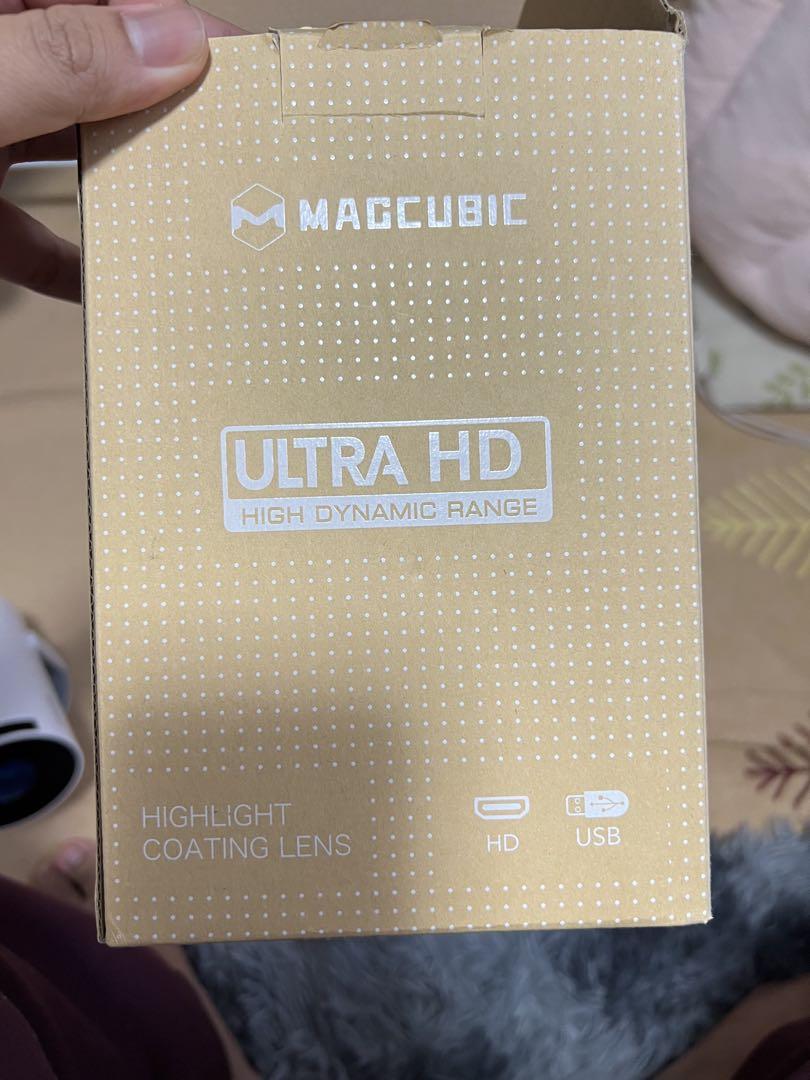 MAGCUBIC
ULTRA HD
HIGH DYNAMIC RANGE
HIGHLIGHT
COATING LENS
HD
USB